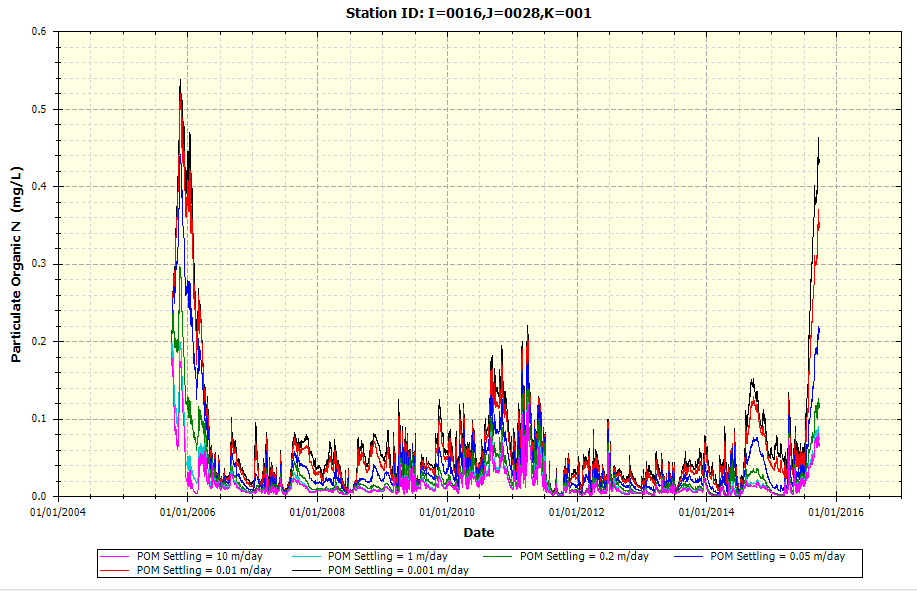 Station ID: I=0016,J=0028,K=001
Particulate Organic N (mg/L)
0.6
0.5
0.4
0.3
0.2
0.1
0.0
01/01/2004 01/01/2006 01/01/2008 01/01/2010 01/01/2012 01/01/2014 01/01/2016
Date
POM Settling = 10 m/day POM Settling = 1 m/day POM Settling = 0.2 m/day POM Settling = 0.05 m/day
POM Settling = 0.01 m/day POM Settling = 0.001 m/day